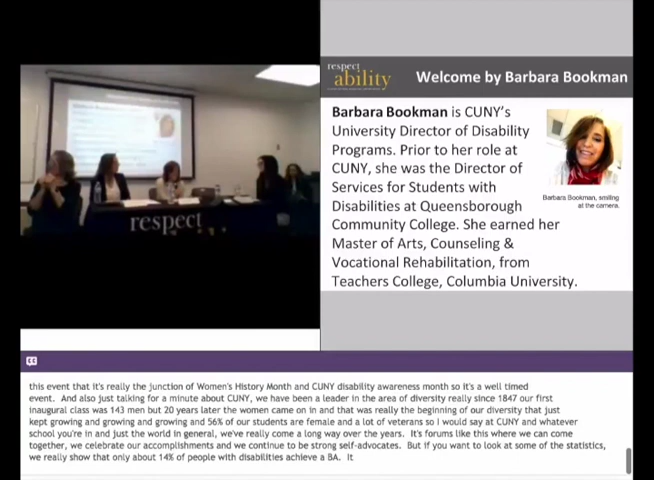 respect
ability
Welcome by Barbara Bookman
Barbara Bookman is CUNY's
University Director of Disability
Programs. Prior to her role at
CUNY, she was the Director of
Services for Students with
Disabilities at Queensborough
Community College. She earned her
Master of Arts, Counseling &
Vocational Rehabilitation, from
Teachers College, Columbia University.
Barbara Bookman, smiling
at the camera.
respect
this event that it's really the junction of Women's History Month and CUNY disability awareness month so it's a well timed
event. And also just talking for a minute about CUNY, we have been a leader in the area of diversity really since 1847 our first
inaugural class was 143 men but 20 years later the women came on in and that was really the beginning of our diversity that just
kept growing and growing and growing and 56% of our students are female and a lot of veterans so I would say at CUNY and whatever
school you're in and just the world in general, we've really come a long way over the years. It's forums like this where we can come
together, we celebrate our accomplishments and we continue to be strong self-advocates. But if you want to look at some of the statistics,
we really show that only about 14% of people with disabilities achieve a BA. It